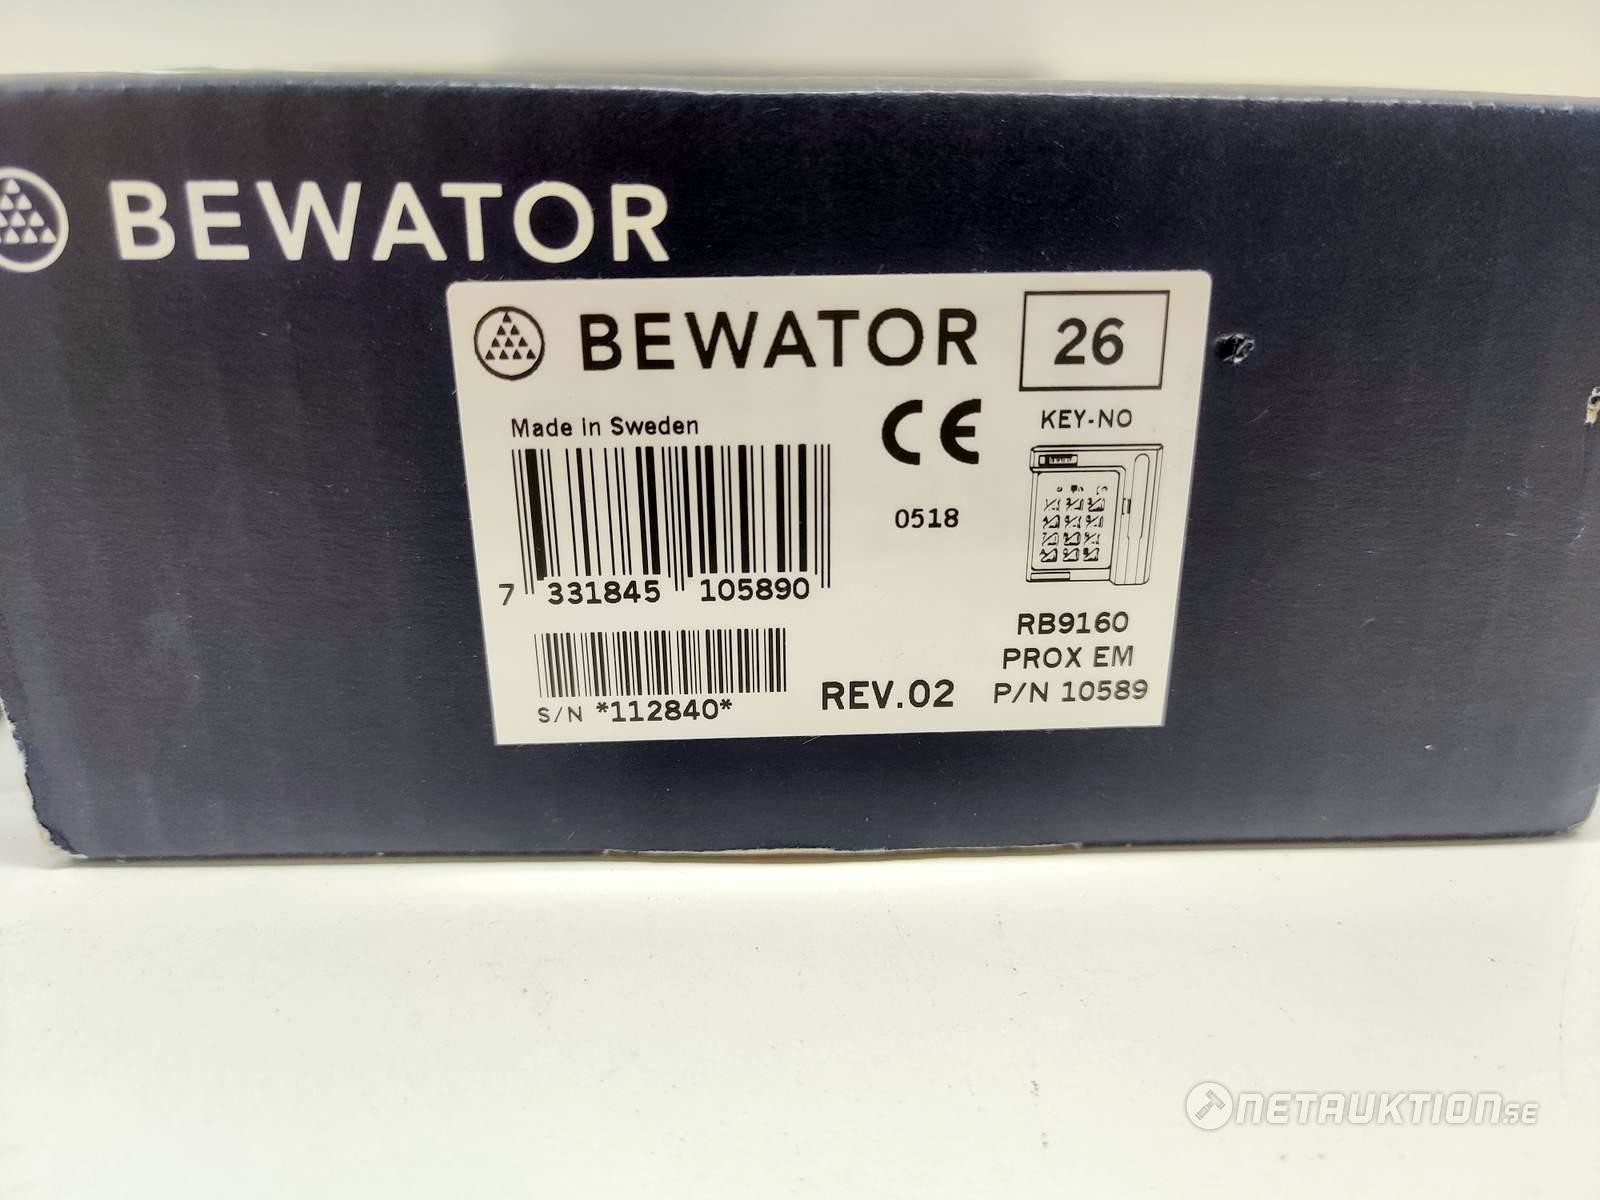 BEWATOR
BEWATOR
26
Made in Sweden
KEY-NO
0518
7 331845 105890
RB9160
PROX EM
S/N *112840*
REV.02
P/N 10589
NETAUKTION.SE